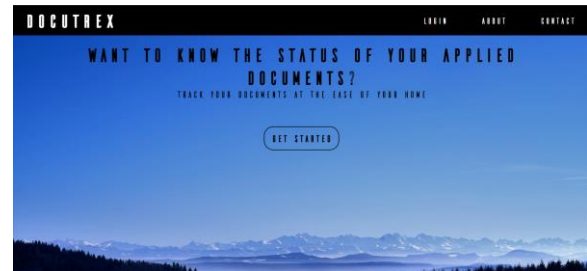 DOCUTREX
LOGIN ABOUT CONTACT
WANT TO KNOW THE STATUS OF YOUR APPLIED
DOCUMENTS?
TRACK YOUR DOCUMENTS AT THE EASE OF YOUR HOME
GET STARTED